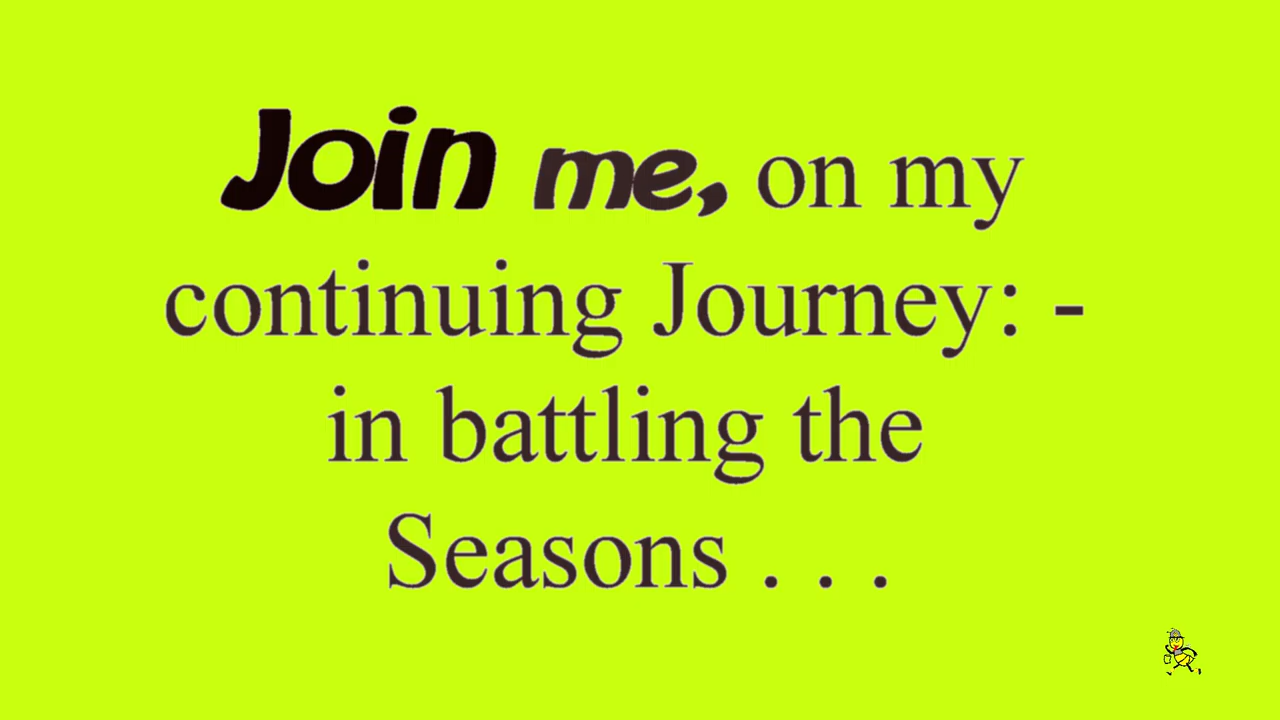 Join me, on my
continuing Journey: -
in battling the
Seasons . . .